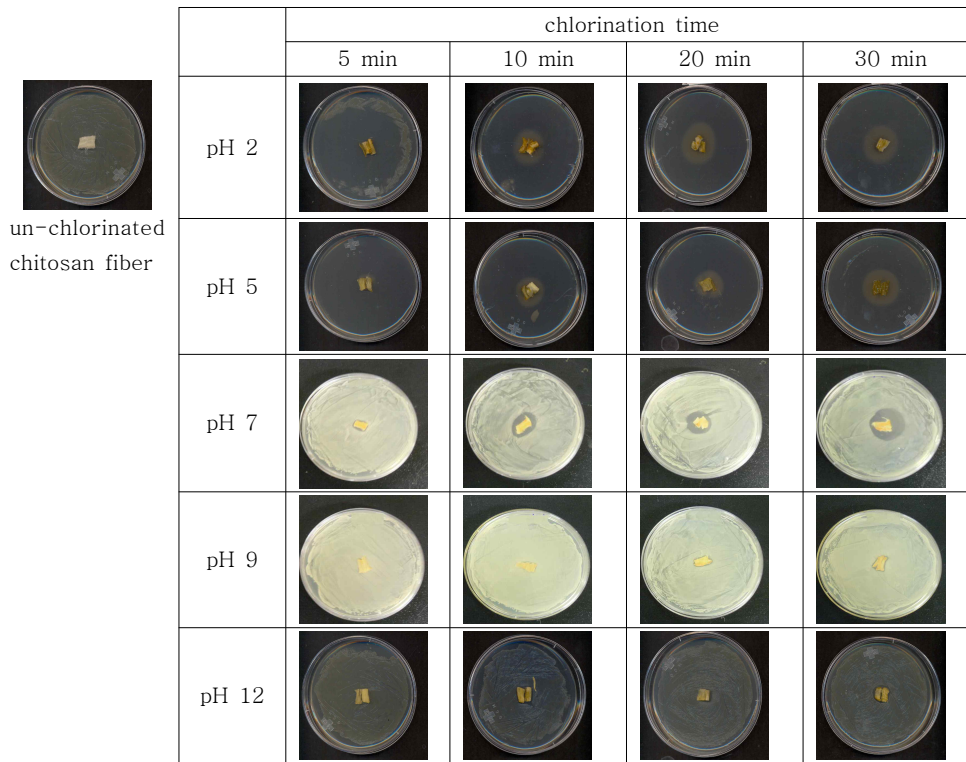 chlorination time
5 min
10 min
20 min
30 min
un-chlorinated
chitosan fiber
pH 2
pH 5
pH 7
pH 9
pH 12